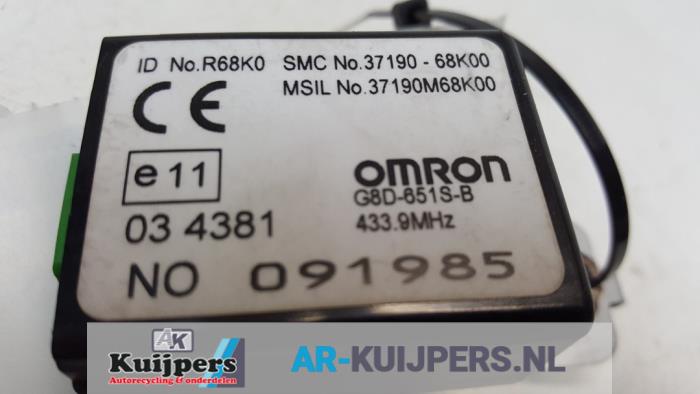 ID No.R68K0 SMC No.37190 - 68K00
MSIL No.37190M68K00
CE
e 11
OMRON
G8D-651S-B
03 4381
433.9MHz
NO 091985
AK
Kuijpers
Autorecycling & onderdelen
AR-KUIJPERS.NL